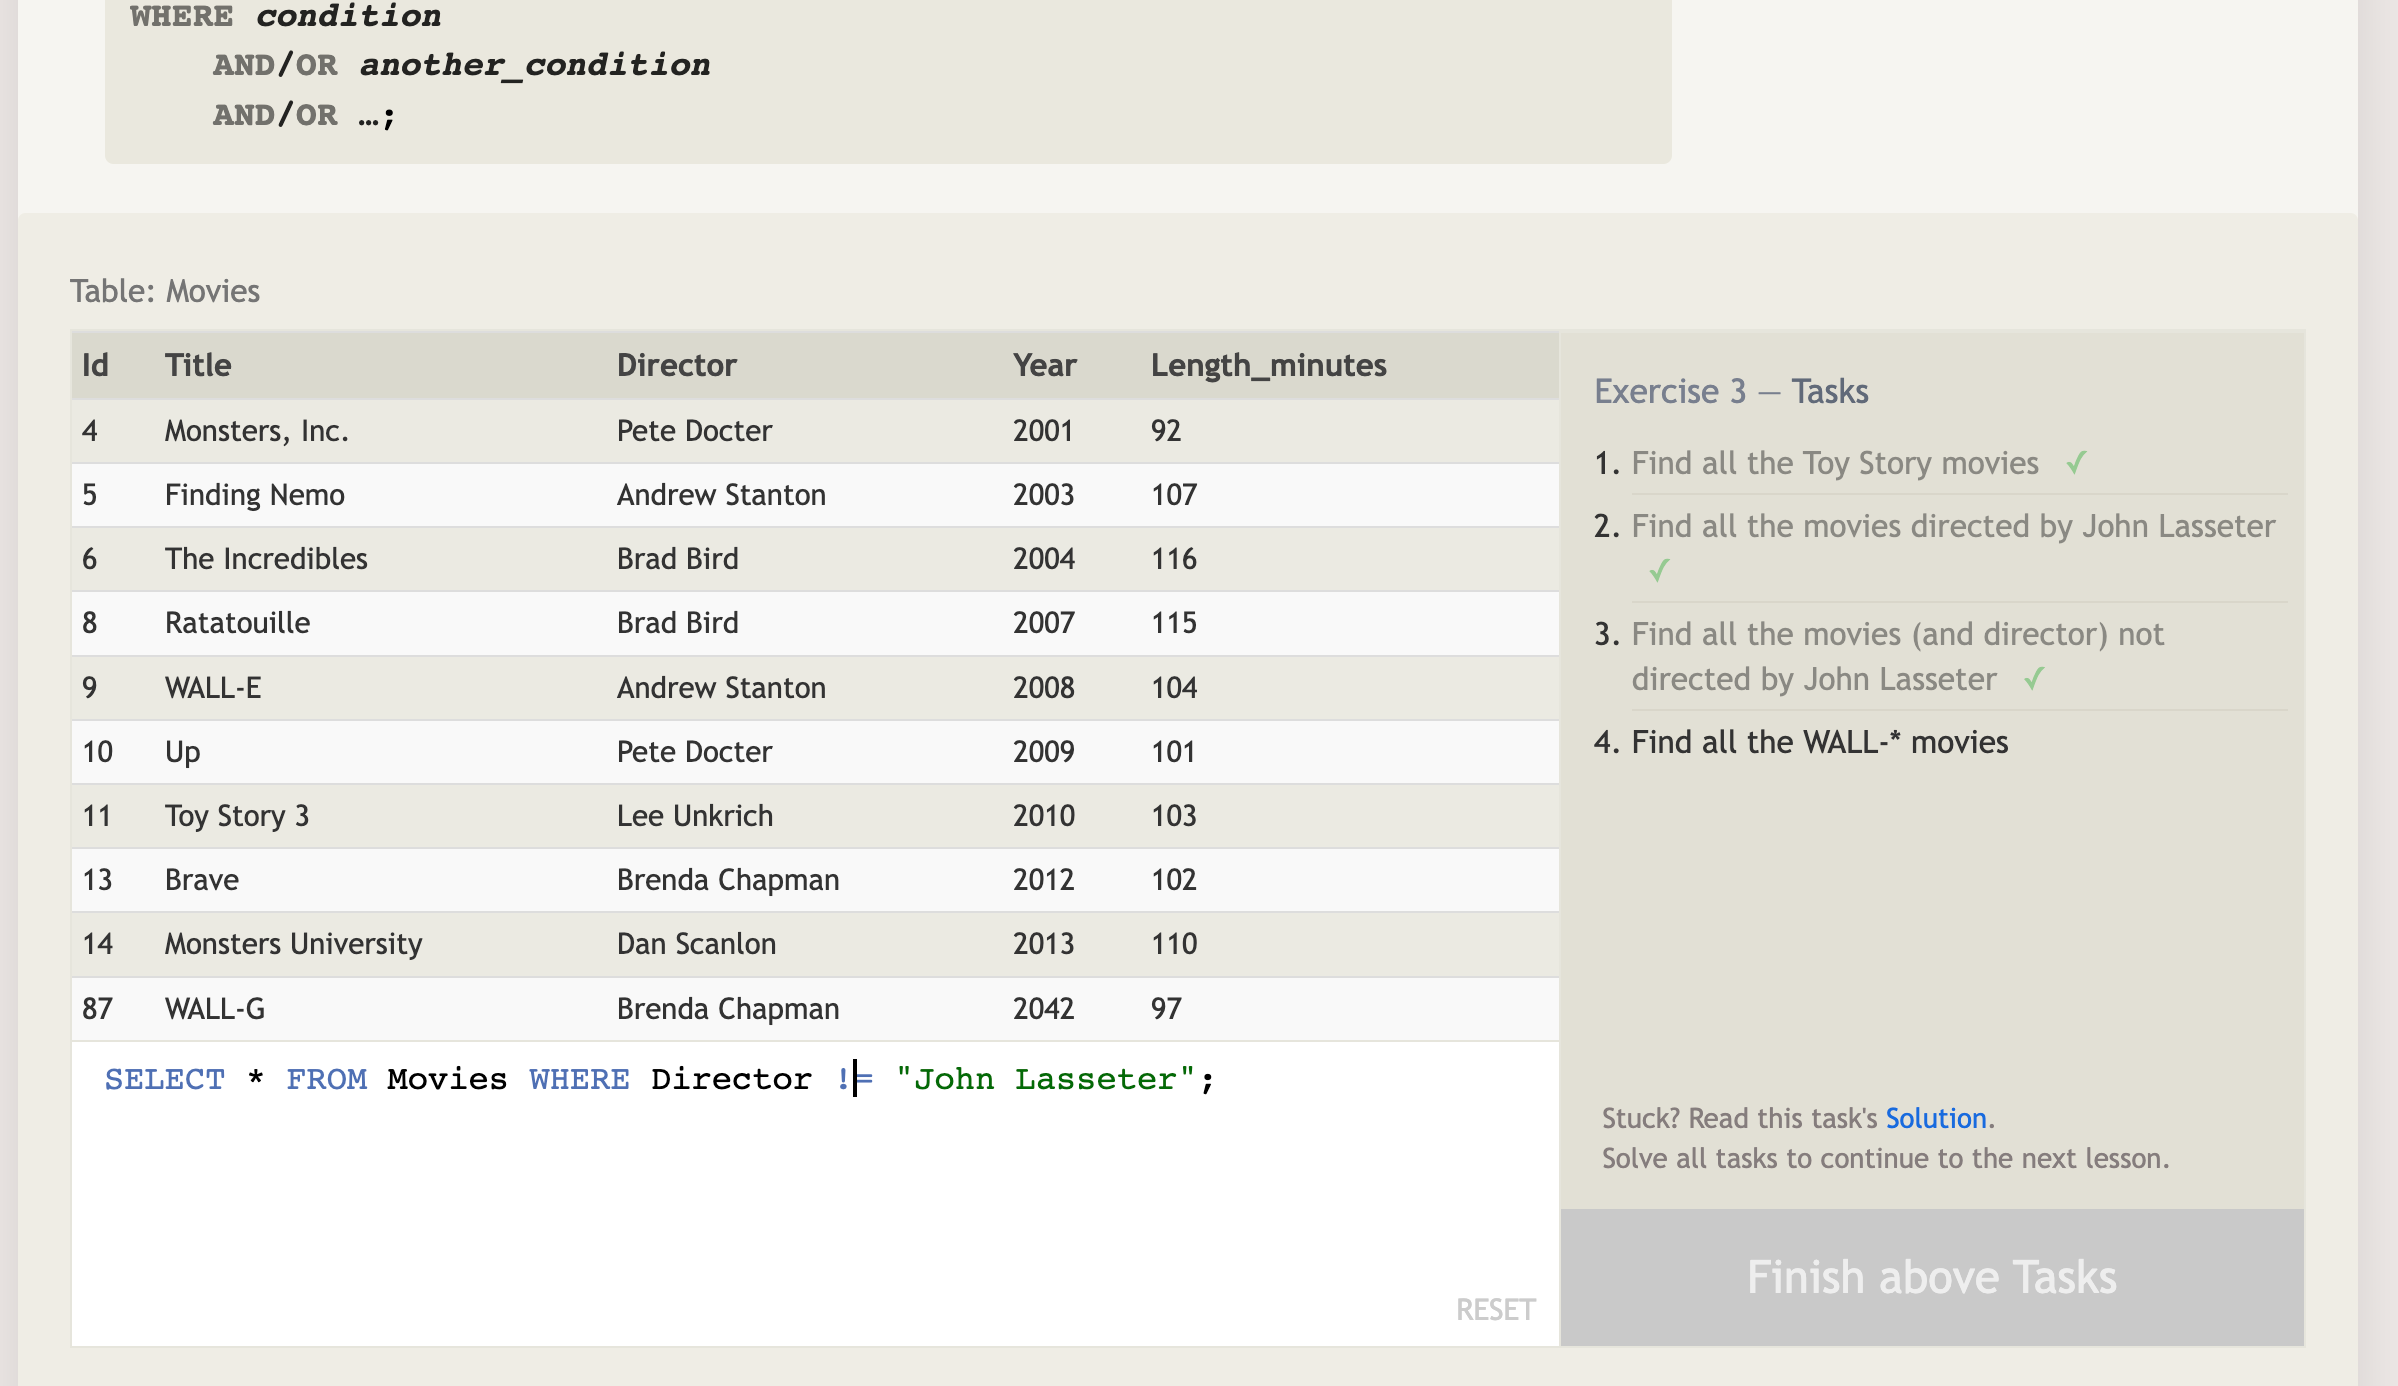 WHERE condition
AND/OR another_condition
AND/OR …;
Table: Movies
Id Title Director Year Length_minutes
4 Monsters, Inc. Pete Docter 2001 92
5 Finding Nemo Andrew Stanton 2003 107
6 The Incredibles Brad Bird 2004 116
8 Ratatouille Brad Bird 2007 115
9 WALL-E Andrew Stanton 2008 104
10 Up Pete Docter 2009 101
11 Toy Story 3 Lee Unkrich 2010 103
13 Brave Brenda Chapman 2012 102
14 Monsters University Dan Scanlon 2013 110
87 WALL-G Brenda Chapman 2042 97
SELECT * FROM Movies WHERE Director != "John Lasseter";
RESET
Exercise 3 — Tasks
1. Find all the Toy Story movies ✓
2. Find all the movies directed by John Lasseter
✓
3. Find all the movies (and director) not
directed by John Lasseter ✓
4. Find all the WALL-* movies
Stuck? Read this task's Solution.
Solve all tasks to continue to the next lesson.
Finish above Tasks